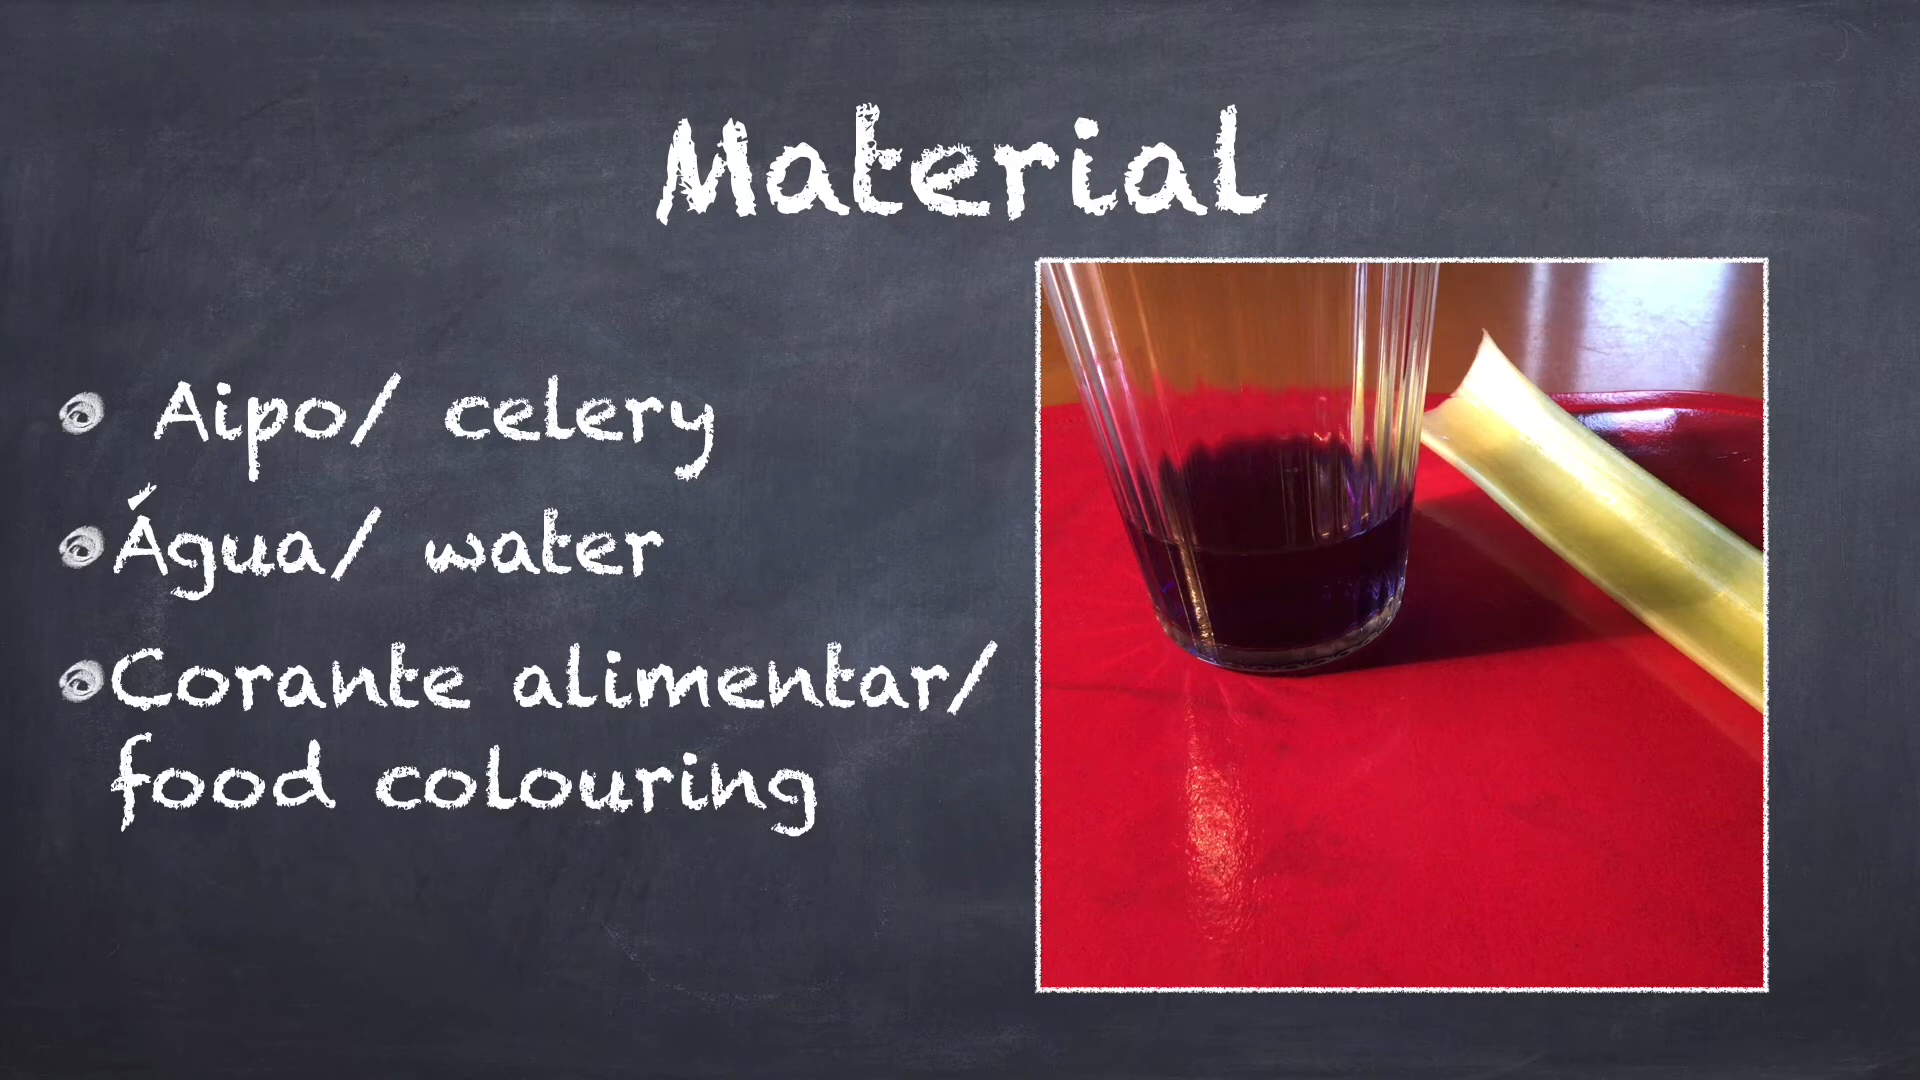 Material
Aipo/ celery
Água/ water
Corante alimentar/
food colouring